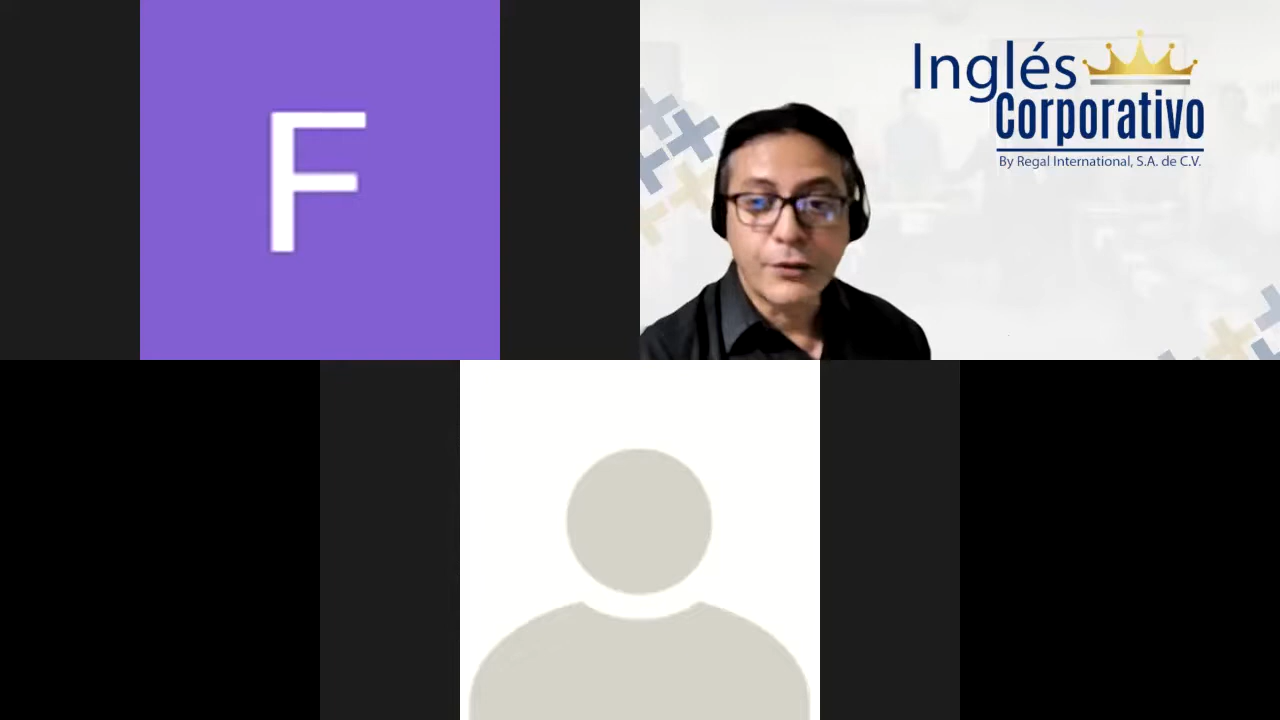 F
Inglés
Corporativo
By Regal International, S.A. de C.V.